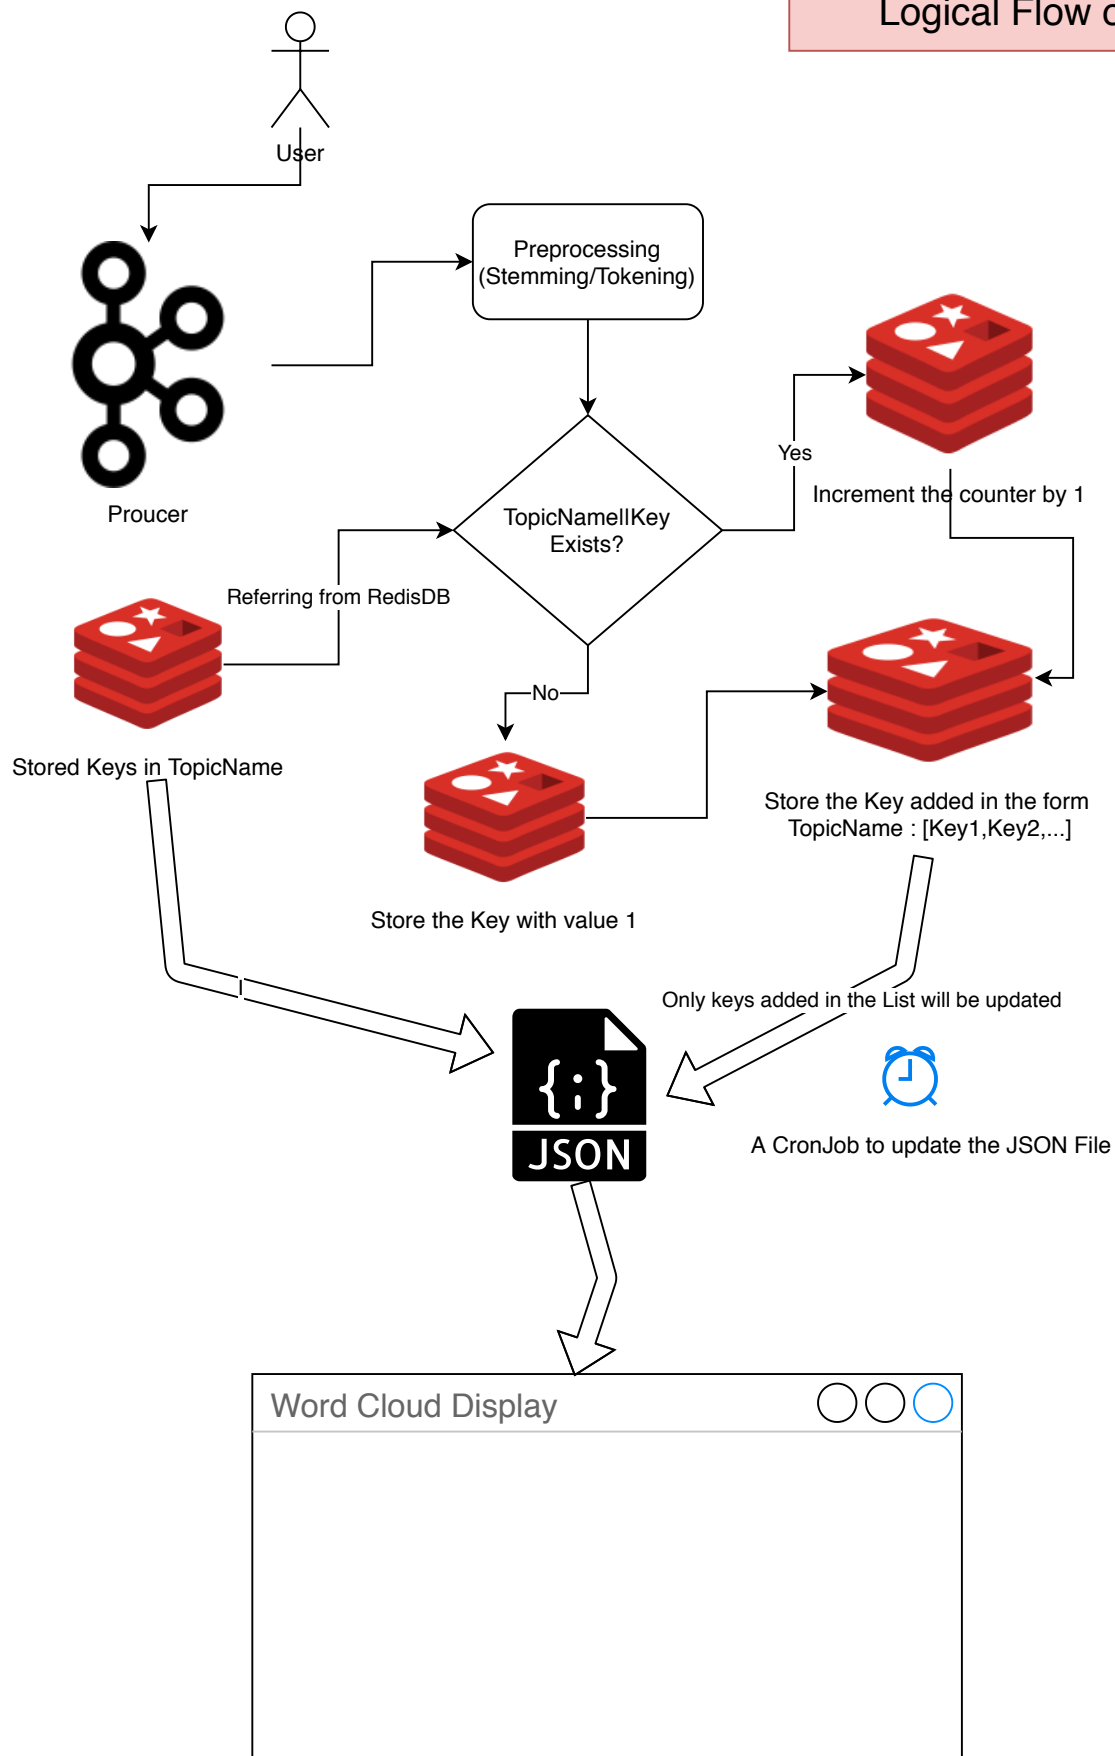 Logical Flow
User
Preprocessing
(Stemming/Tokening)
Yes
Increment the counter by 1
Proucer
TopicName||Key
Exists?
Referring from RedisDB
No
Stored Keys in TopicName
Store the Key added in the form
TopicName : [Key1,Key2,...]
Store the Key with value 1
Only keys added in the List will be updated
{;}
JSON
A CronJob to update the JSON File
Word Cloud Display